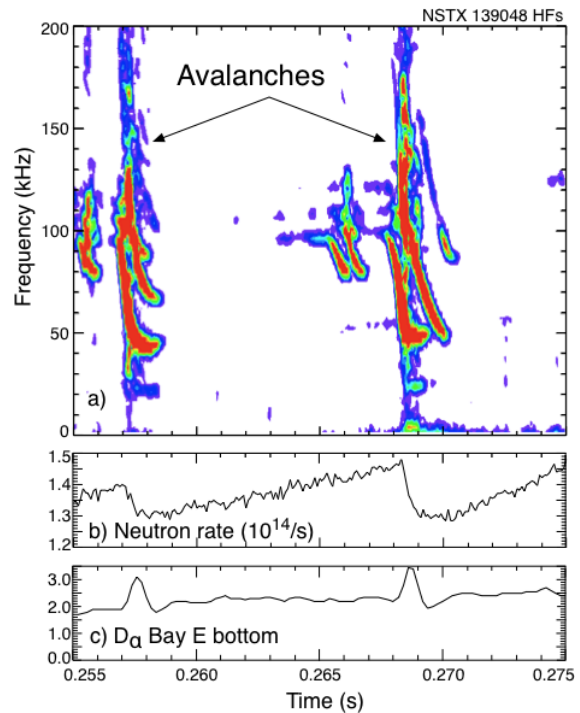 NSTX 139048 HFs
200
Avalanches
150
Frequency (kHz)
100
50
a)
0
1.5
1.4
1.3
b) Neutron rate (10¹⁴/s)
1.2
3.0
2.0
1.0
c) Dα Bay E bottom
0.0
0.255 0.260 0.265 0.270 0.275
Time (s)